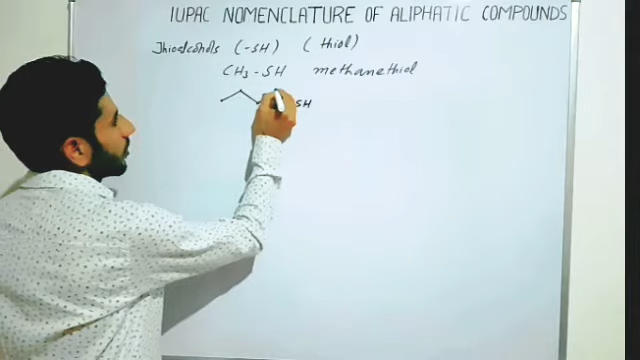 IUPAC NOMENCLATURE OF ALIPHATIC COMPOUNDS
Thioalcohols (-SH) (thiol)
CH3 - SH methanethiol
SH